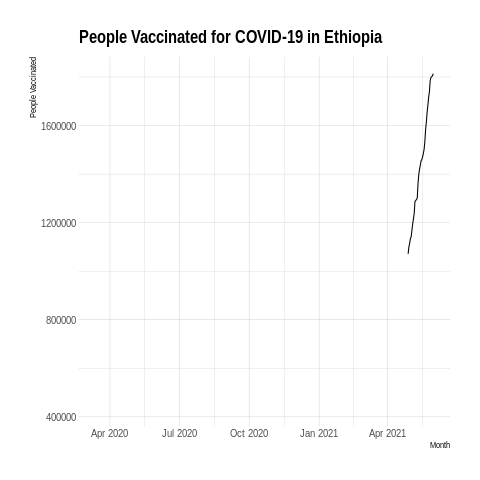 People Vaccinated for COVID-19 in Ethiopia
People Vaccinated
1600000
1200000
800000
400000
Apr 2020 Jul 2020 Oct 2020 Jan 2021 Apr 2021
Month